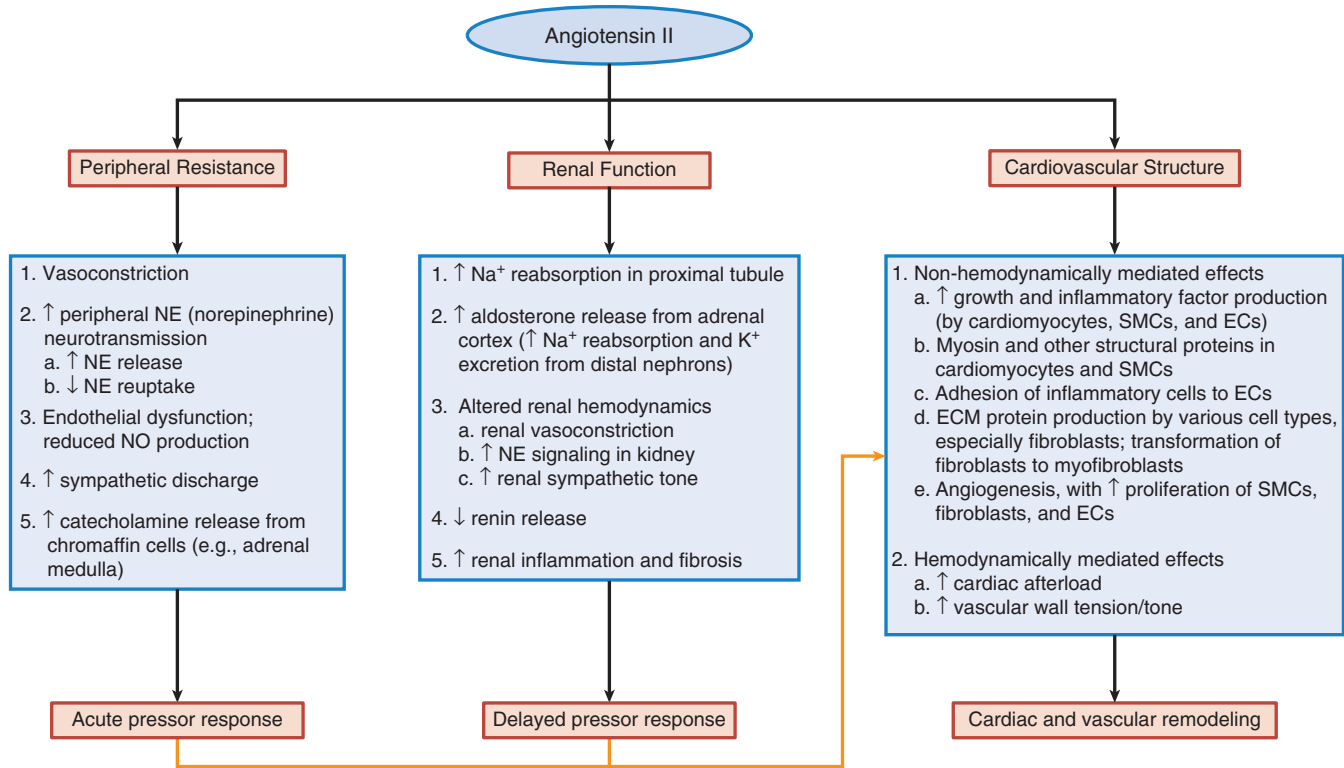 Angiotensin II
Peripheral Resistance
Renal Function
Cardiovascular Structure
1. Vasoconstriction
2. ↑ peripheral NE (norepinephrine)
neurotransmission
a. ↑ NE release
b. ↓ NE reuptake
3. Endothelial dysfunction;
reduced NO production
4. ↑ sympathetic discharge
5. ↑ catecholamine release from
chromaffin cells (e.g., adrenal
medulla)
1. ↑ Na⁺ reabsorption in proximal tubule
2. ↑ aldosterone release from adrenal
cortex (↑ Na⁺ reabsorption and K⁺
excretion from distal nephrons)
3. Altered renal hemodynamics
a. renal vasoconstriction
b. ↑ NE signaling in kidney
c. ↑ renal sympathetic tone
4. ↓ renin release
5. ↑ renal inflammation and fibrosis
1. Non-hemodynamically mediated effects
a. ↑ growth and inflammatory factor production
(by cardiomyocytes, SMCs, and ECs)
b. Myosin and other structural proteins in
cardiomyocytes and SMCs
c. Adhesion of inflammatory cells to ECs
d. ECM protein production by various cell types,
especially fibroblasts; transformation of
fibroblasts to myofibroblasts
e. Angiogenesis, with ↑ proliferation of SMCs,
fibroblasts, and ECs
2. Hemodynamically mediated effects
a. ↑ cardiac afterload
b. ↑ vascular wall tension/tone
Acute pressor response
Delayed pressor response
Cardiac and vascular remodeling